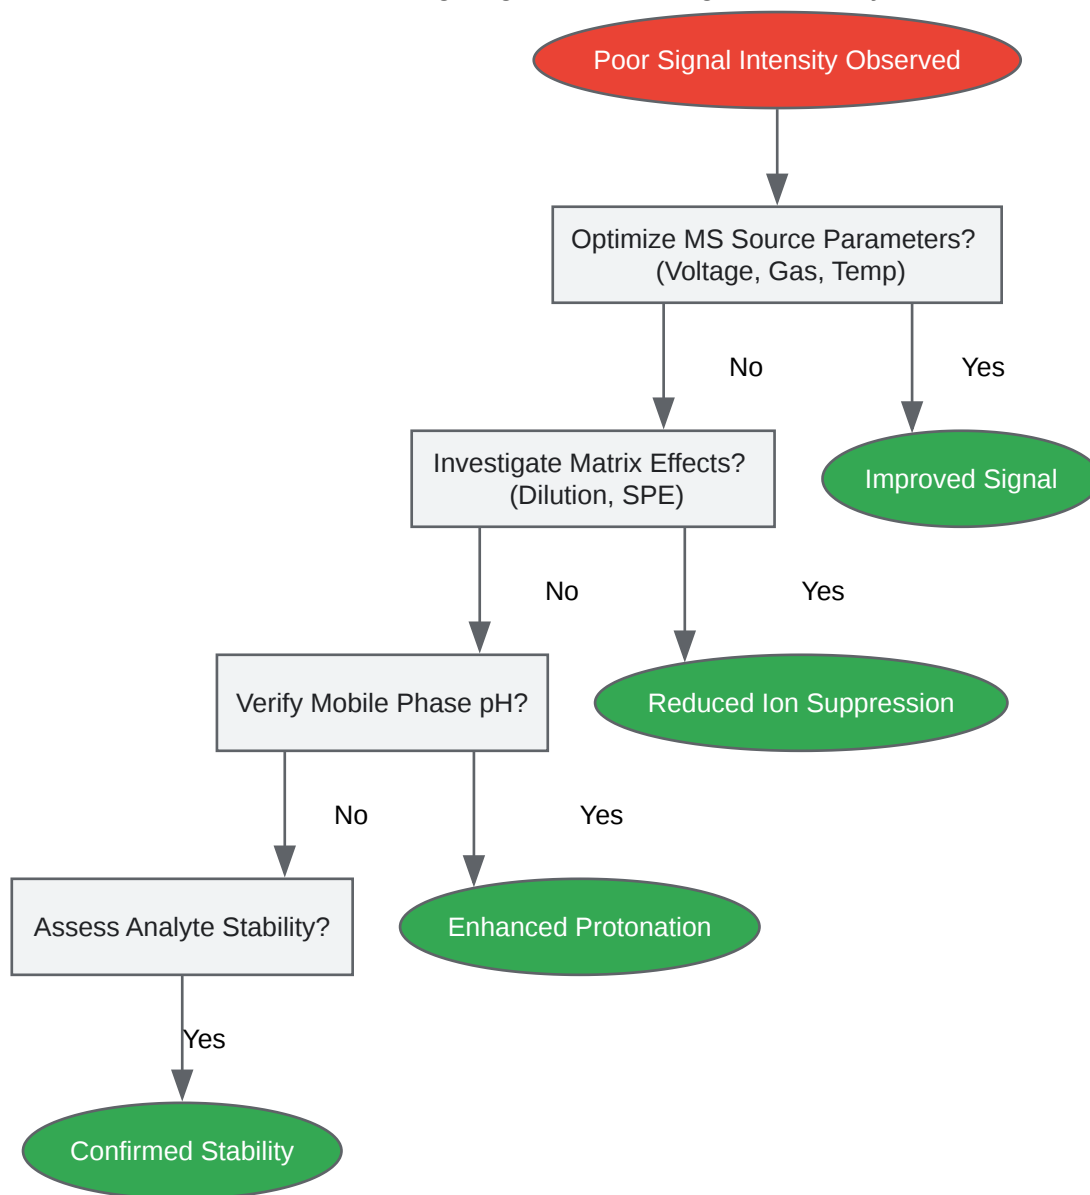 Poor Signal Intensity Observed
Optimize MS Source Parameters?
(Voltage, Gas, Temp)
No
Yes
Investigate Matrix Effects?
(Dilution, SPE)
Improved Signal
No
Yes
Verify Mobile Phase pH?
Reduced Ion Suppression
No
Yes
Assess Analyte Stability?
Enhanced Protonation
Yes
Confirmed Stability